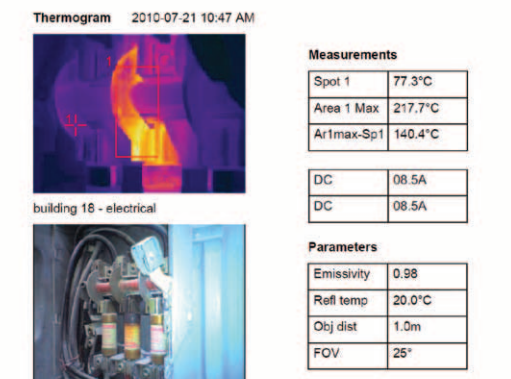 Thermogram 2010-07-21 10:47 AM
building 18 - electrical
Measurements
Spot 1 77.3°C
Area 1 Max 217.7°C
Ar1max-Sp1 140.4°C
DC 08.5A
DC 08.5A
Parameters
Emissivity 0.98
Refl temp 20.0°C
Obj dist 1.0m
FOV 25°